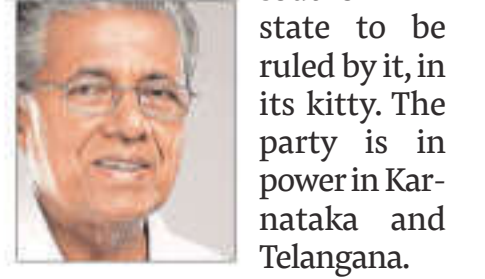 state to be
ruled by it, in
its kitty. The
party is in
power in Kar-
nataka and
Telangana.